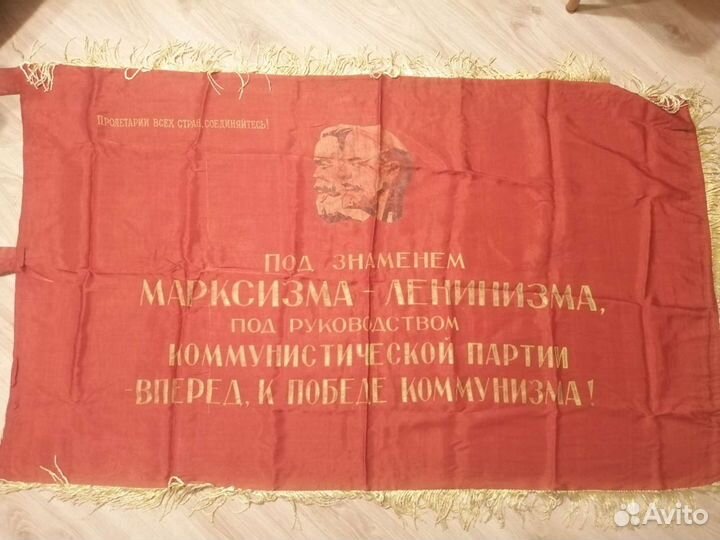 Пролетарии всех стран, соединяйтесь!
Под знаменем
МАРКСИЗМА-ЛЕНИНИЗМА,
под руководством
КОММУНИСТИЧЕСКОЙ ПАРТИИ
-ВПЕРЕД, К ПОБЕДЕ КОММУНИЗМА!
Avito